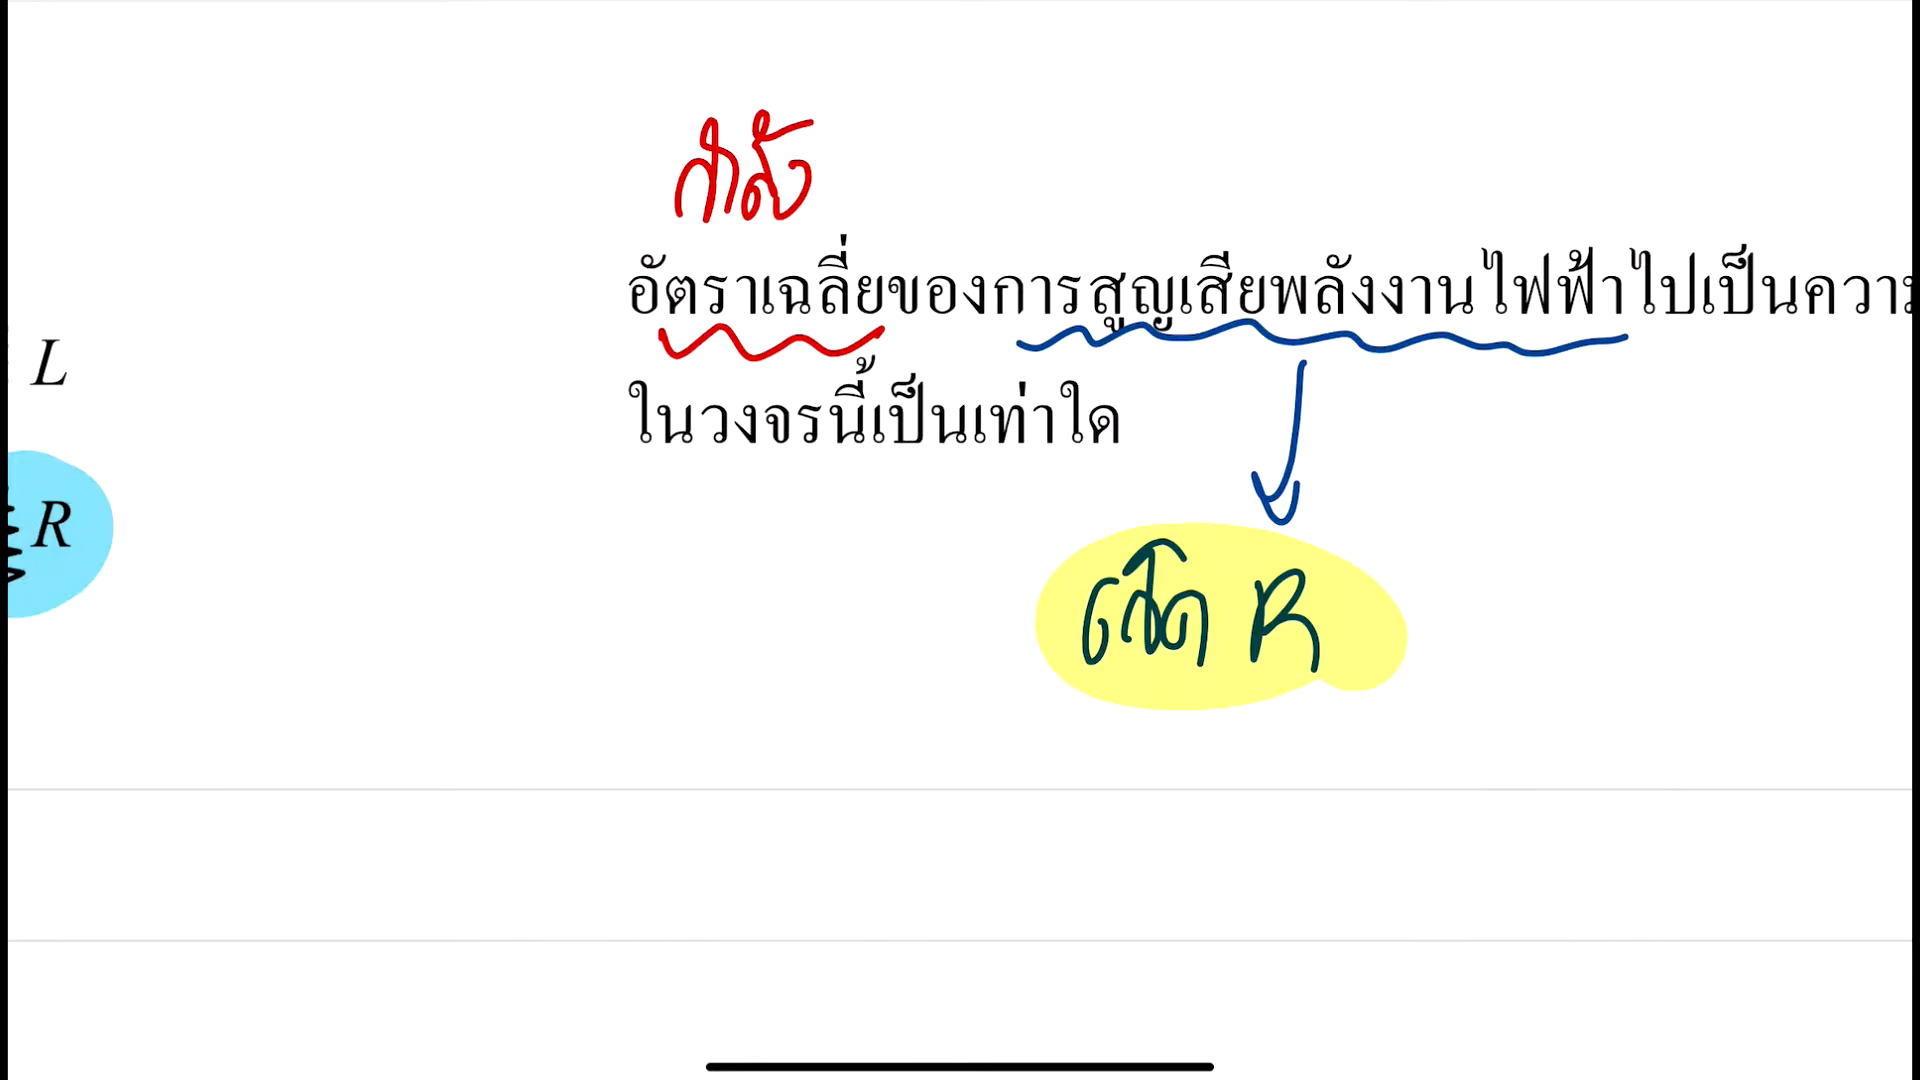 กำลัง
อัตราเฉลี่ยของการสูญเสียพลังงานไฟฟ้าไปเป็นความ
ในวงจรนี้เป็นเท่าใด
L
R
เกิด R